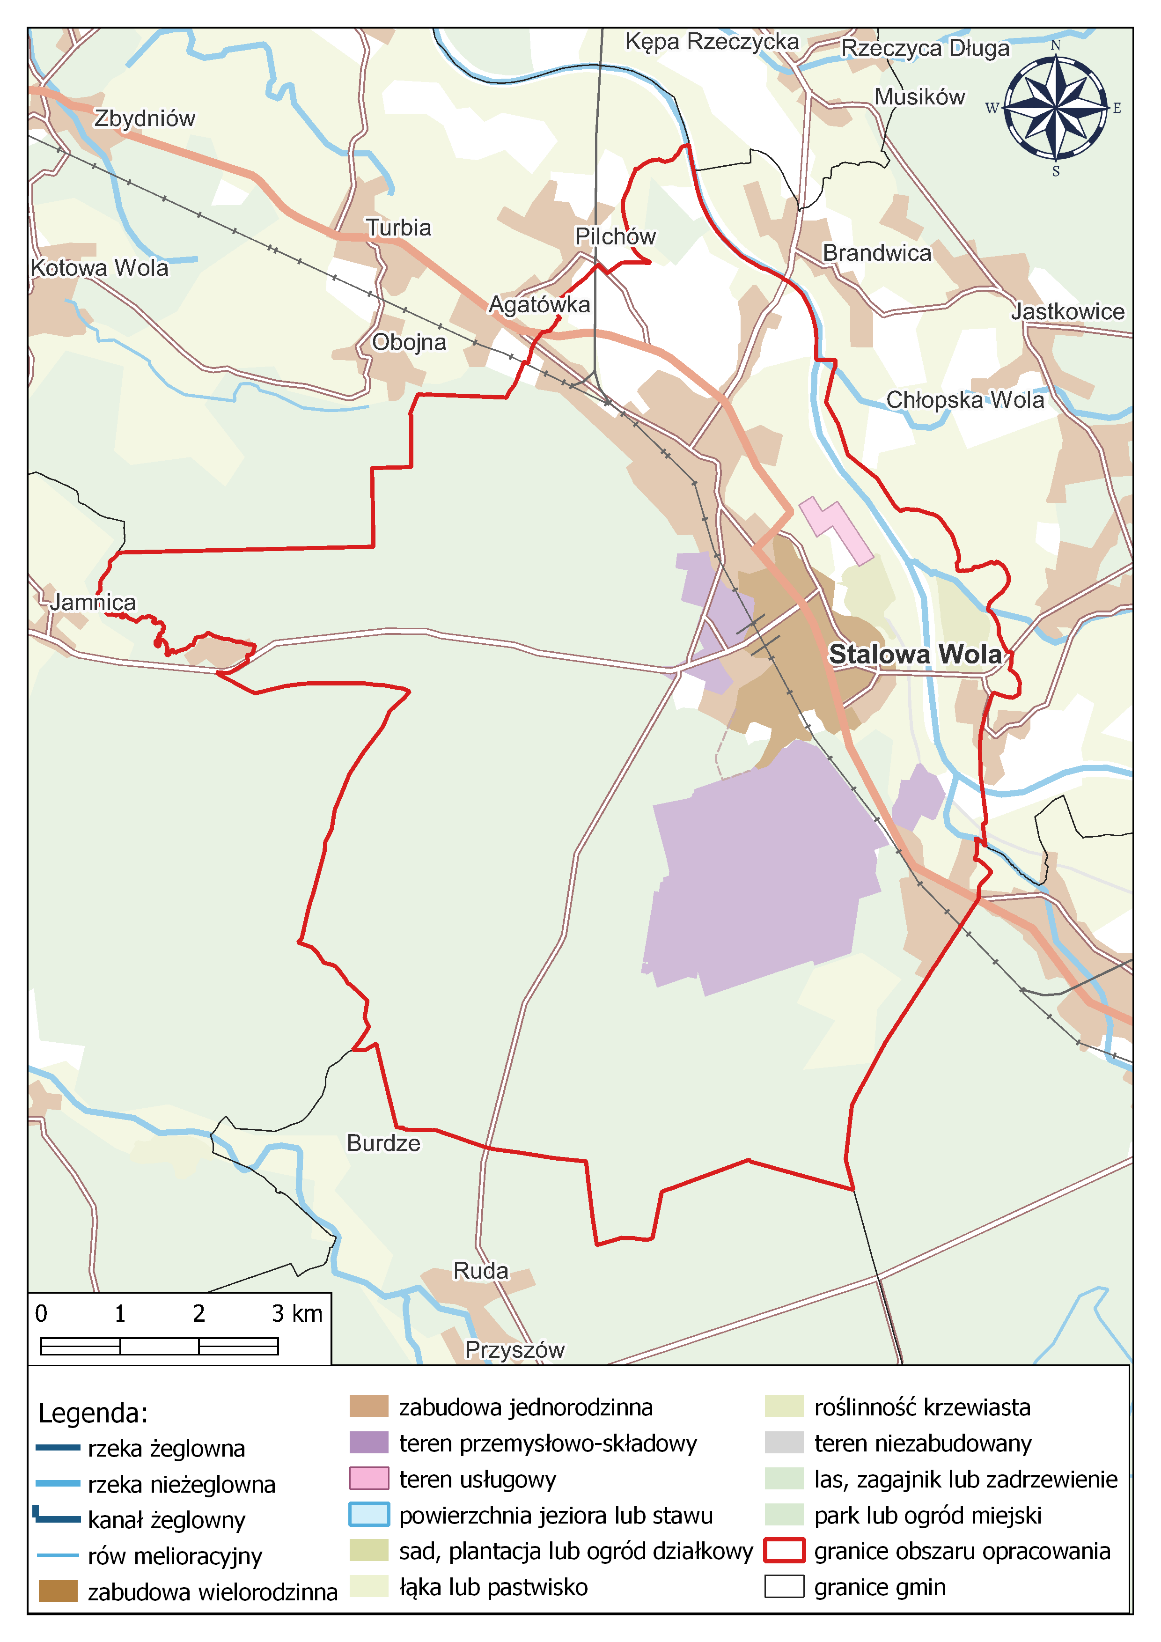 Kępa Rzeczycka
Rzeczyca Długa
N
W
E
S
Musików
Zbydniów
Turbia
Pilchów
Brandwica
Kotowa Wola
Agatówka
Jastkowice
Obojna
Chłopska Wola
Jamnica
Stalowa Wola
Burdze
Ruda
Przyszów
0 1 2 3 km
Legenda:
rzeka żeglowna
rzeka nieżeglowna
kanał żeglowny
rów melioracyjny
zabudowa wielorodzinna
zabudowa jednorodzinna
teren przemysłowo-składowy
teren usługowy
powierzchnia jeziora lub stawu
sad, plantacja lub ogród działkowy
łąka lub pastwisko
roślinność krzewiasta
teren niezabudowany
las, zagajnik lub zadrzewienie
park lub ogród miejski
granice obszaru opracowania
granice gmin